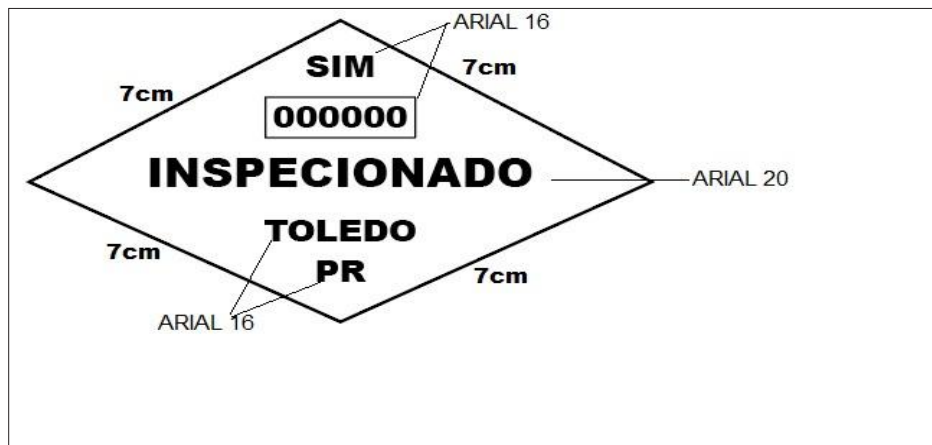 ARIAL 16
SIM
7cm
7cm
000000
INSPECIONADO
ARIAL 20
TOLEDO
7cm
PR
7cm
ARIAL 16